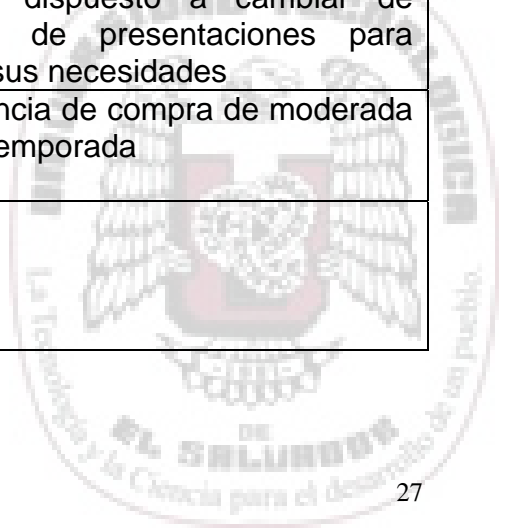 dispuesto a cambiar de
de presentaciones para
sus necesidades
ncia de compra de moderada
emporada
La Tecnología y la Ciencia para el desarrollo de un pueblo.
DE
EL SALVADOR
27